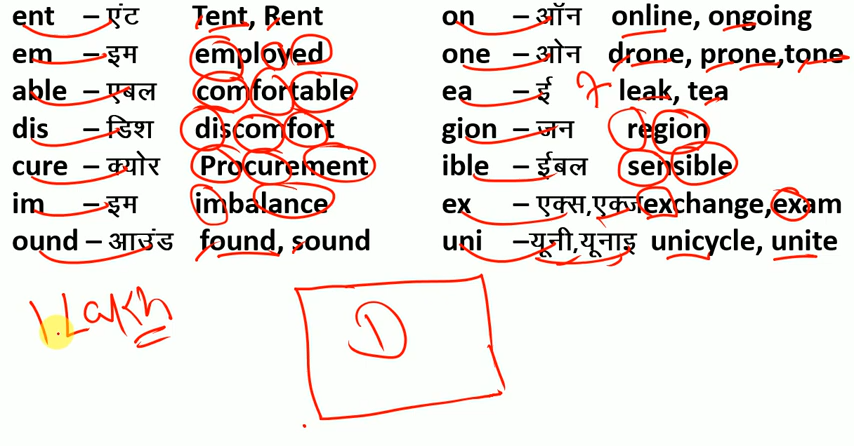 ent – एंट Tent, Rent
em – इम employed
able – एबल comfortable
dis – डिश discomfort
cure – क्योर Procurement
im – इम imbalance
ound – आउंड found, sound
on – ऑन online, ongoing
one – ओन drone, prone,tone
ea – ई leak, tea
gion – जन region
ible – ईबल sensible
ex – एक्स,एक्ज exchange,exam
uni – यूनी,यूनाइ unicycle, unite
1.Lakh
D